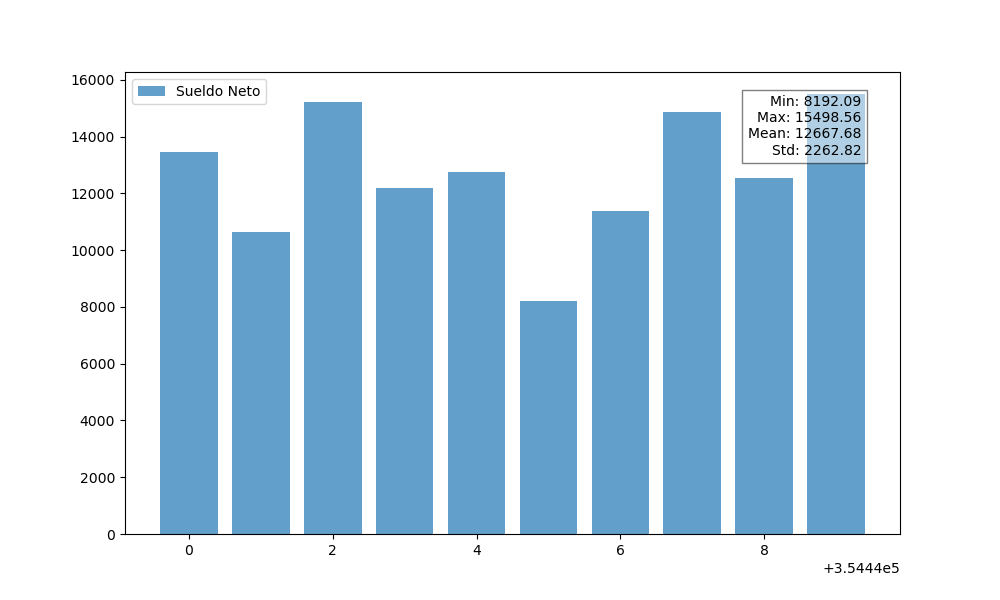 16000
14000
12000
10000
8000
6000
4000
2000
0
Sueldo Neto
Min: 8192.09
Max: 15498.56
Mean: 12667.68
Std: 2262.82
0 2 4 6 8
+3.5444e5